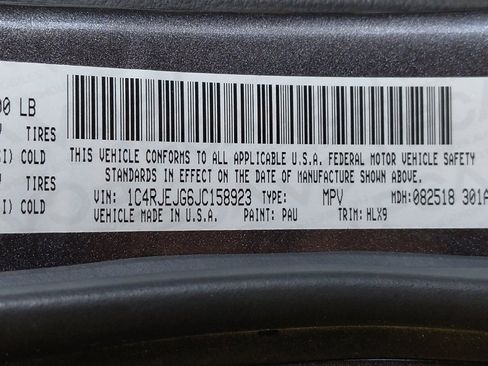 00 LB
TIRES
COLD
TIRES
COLD
THIS VEHICLE CONFORMS TO ALL APPLICABLE U.S.A. FEDERAL MOTOR VEHICLE SAFETY
STANDARDS IN EFFECT ON THE DATE OF MANUFACTURE SHOWN ABOVE.
VIN: 1C4RJEJG6JC158923 TYPE: MPV MDH:082518 301A
VEHICLE MADE IN U.S.A. PAINT: PAU TRIM: HLX9